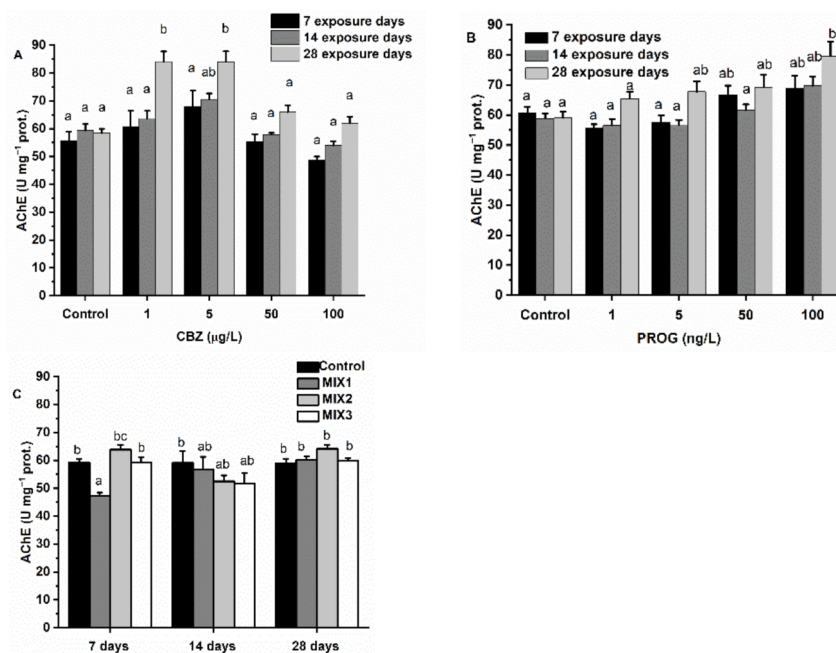 A
7 exposure days
14 exposure days
28 exposure days
AChE (U mg⁻¹ prot.)
90
80
70
60
50
40
30
20
10
0
a a a
a a b
a ab b
a a a
a a a
Control 1 5 50 100
CBZ (µg/L)
B
7 exposure days
14 exposure days
28 exposure days
AChE (U mg⁻¹ prot.)
90
80
70
60
50
40
30
20
10
0
a a a
a a a
a a ab
ab a ab
ab ab b
Control 1 5 50 100
PROG (ng/L)
C
Control
MIX1
MIX2
MIX3
AChE (U mg⁻¹ prot.)
90
80
70
60
50
40
30
20
10
0
b a bc b
b ab ab ab
b b b b
7 days 14 days 28 days